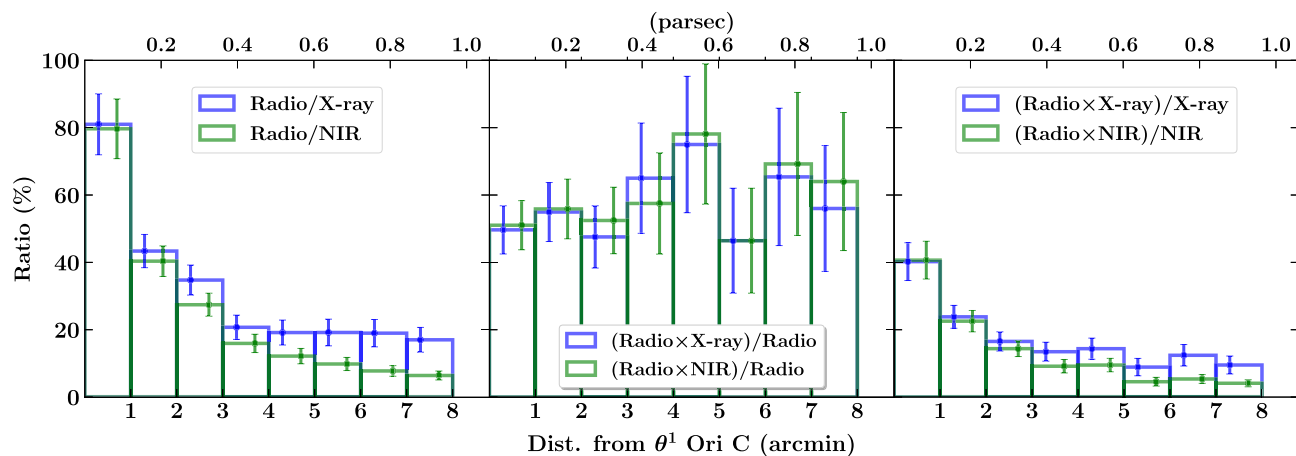 (parsec)
0.2 0.4 0.6 0.8 1.0 0.2 0.4 0.6 0.8 1.0 0.2 0.4 0.6 0.8 1.0
100
80
60
40
20
0
Ratio (%)
Radio/X-ray
Radio/NIR
(Radio×X-ray)/Radio
(Radio×NIR)/Radio
(Radio×X-ray)/X-ray
(Radio×NIR)/NIR
1 2 3 4 5 6 7 8 1 2 3 4 5 6 7 8 1 2 3 4 5 6 7 8
Dist. from θ¹ Ori C (arcmin)